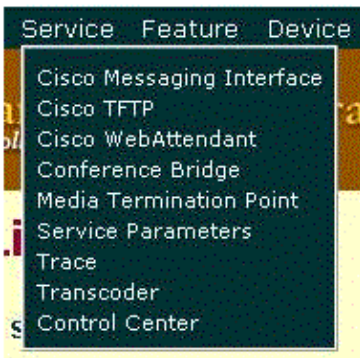 Service Feature Device
Cisco Messaging Interface
Cisco TFTP
Cisco WebAttendant
Conference Bridge
Media Termination Point
Service Parameters
Trace
Transcoder
Control Center